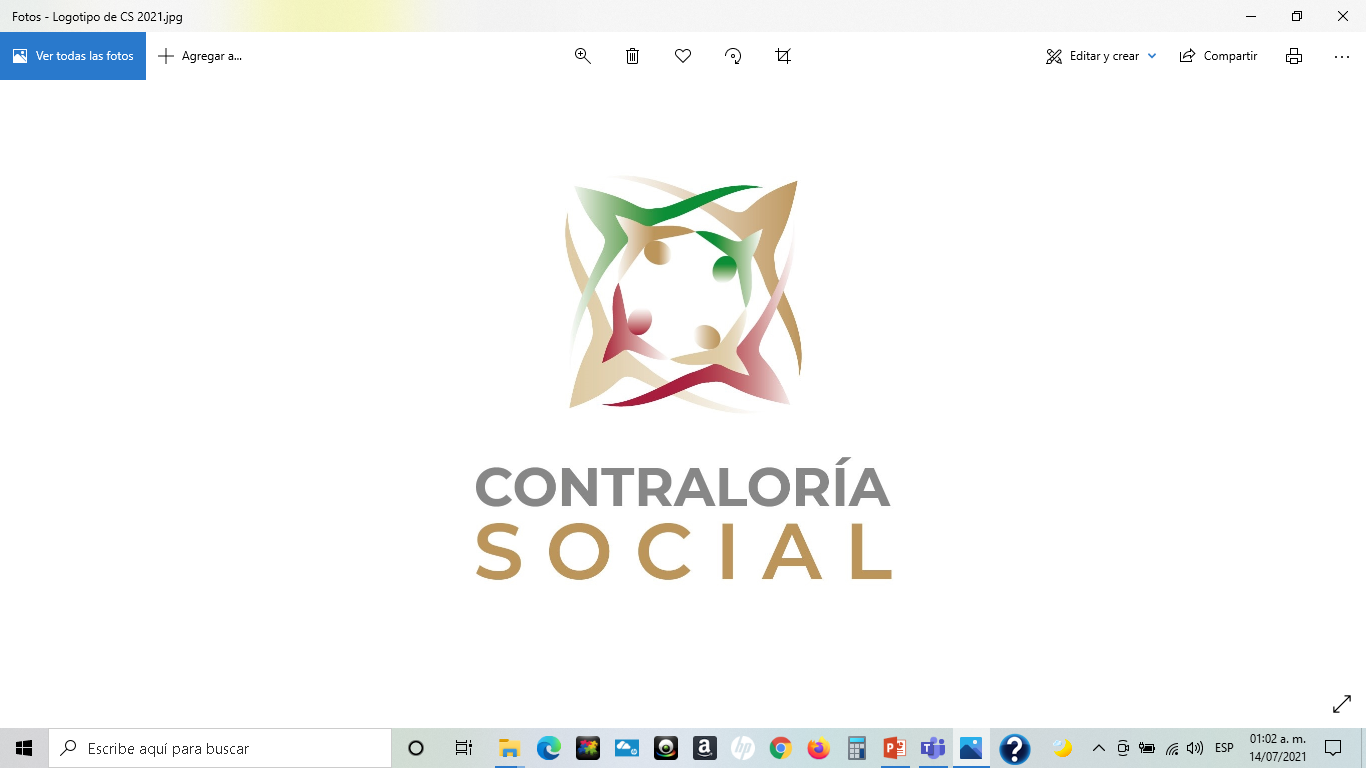 Fotos - Logotipo de CS 2021.jpg
Ver todas las fotos
Agregar a...
Editar y crear
Compartir
CONTRALORÍA
SOCIAL
Escribe aquí para buscar
a
hp
P
T
?
ESP
01:02 a. m.
14/07/2021